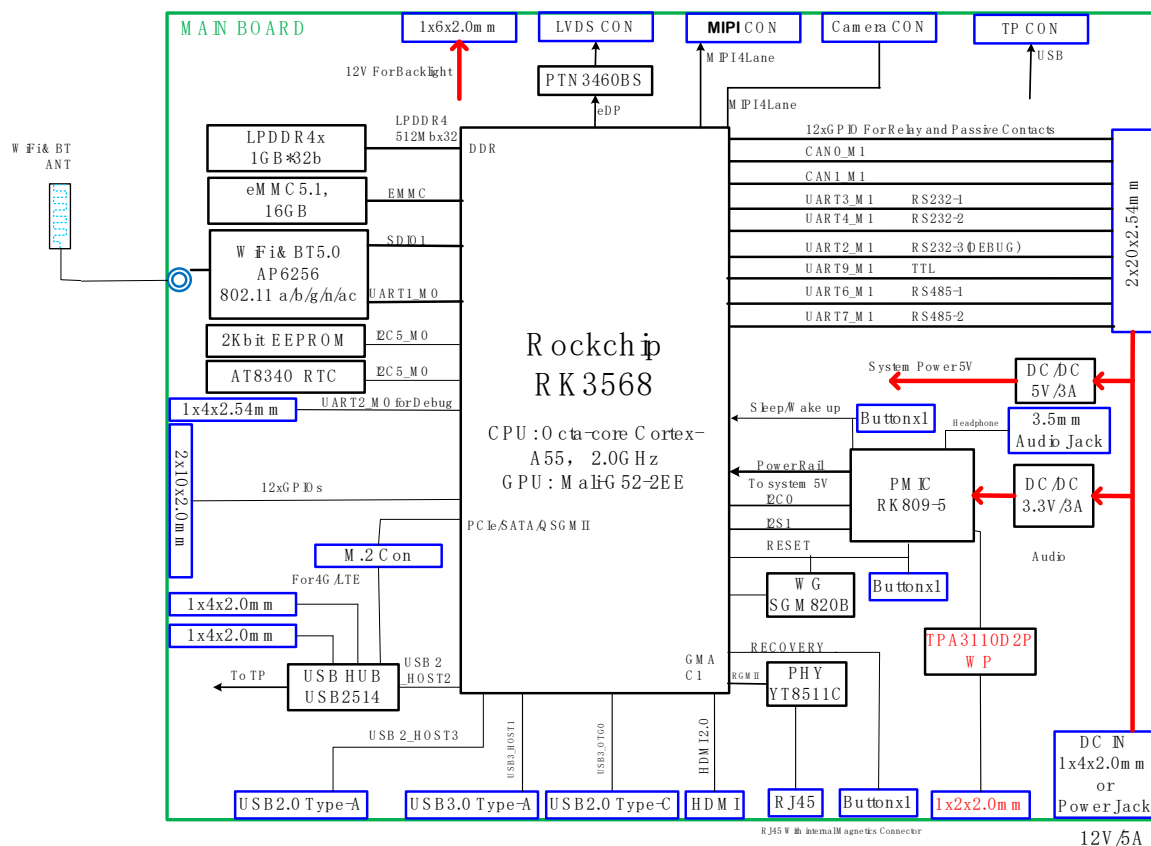 MAIN BOARD
1x6x2.0mm
LVDS CON
MIPI CON
Camera CON
TP CON
12V For Backlight
PTN3460BS
eDP
MIPI 4Lane
MIPI 4Lane
USB
WiFi & BT
ANT
LPDDR4x
1GB*32b
LPDDR4
512Mbx32
DDR
eMMC 5.1,
16GB
EMMC
WiFi & BT5.0
AP6256
802.11 a/b/g/n/ac
SDIO1
UART1_M0
2Kbit EEPROM
I2C5_M0
AT8340 RTC
I2C5_M0
1x4x2.54mm
UART2_M0 for Debug
2x10x2.0mm
12xGPIOs
PCIe/SATA/QSGMII
M.2 Con
For 4G/LTE
1x4x2.0mm
1x4x2.0mm
To TP
USB HUB
USB2514
USB2
_HOST2
Rockchip
RK3568
CPU: Octa-core Cortex-
A55, 2.0GHz
GPU: Mali-G52-2EE
12xGPIO For Relay and Passive Contacts
CAN0_M1
CAN1_M1
UART3_M1 RS232-1
UART4_M1 RS232-2
UART2_M1 RS232-3(DEBUG)
UART9_M1 TTL
UART6_M1 RS485-1
UART7_M1 RS485-2
2x20x2.54mm
System Power 5V
DC/DC
5V/3A
Sleep/Wake up
Buttonx1
Headphone
3.5mm
Audio Jack
Power Rail
To system 5V
I2C0
I2S1
PMIC
RK809-5
DC/DC
3.3V/3A
RESET
Audio
WG
SGM820B
Buttonx1
TPA3110D2P
WP
RECOVERY
GMA
C1
RGMII
PHY
YT8511C
USB2_HOST3
USB3_HOST1
USB3_OTG0
HDMI2.0
DC IN
1x4x2.0mm
or
Power Jack
USB2.0 Type-A
USB3.0 Type-A
USB2.0 Type-C
HDMI
RJ45
Buttonx1
1x2x2.0mm
RJ45 With internal Magnetics Connector
12V/5A